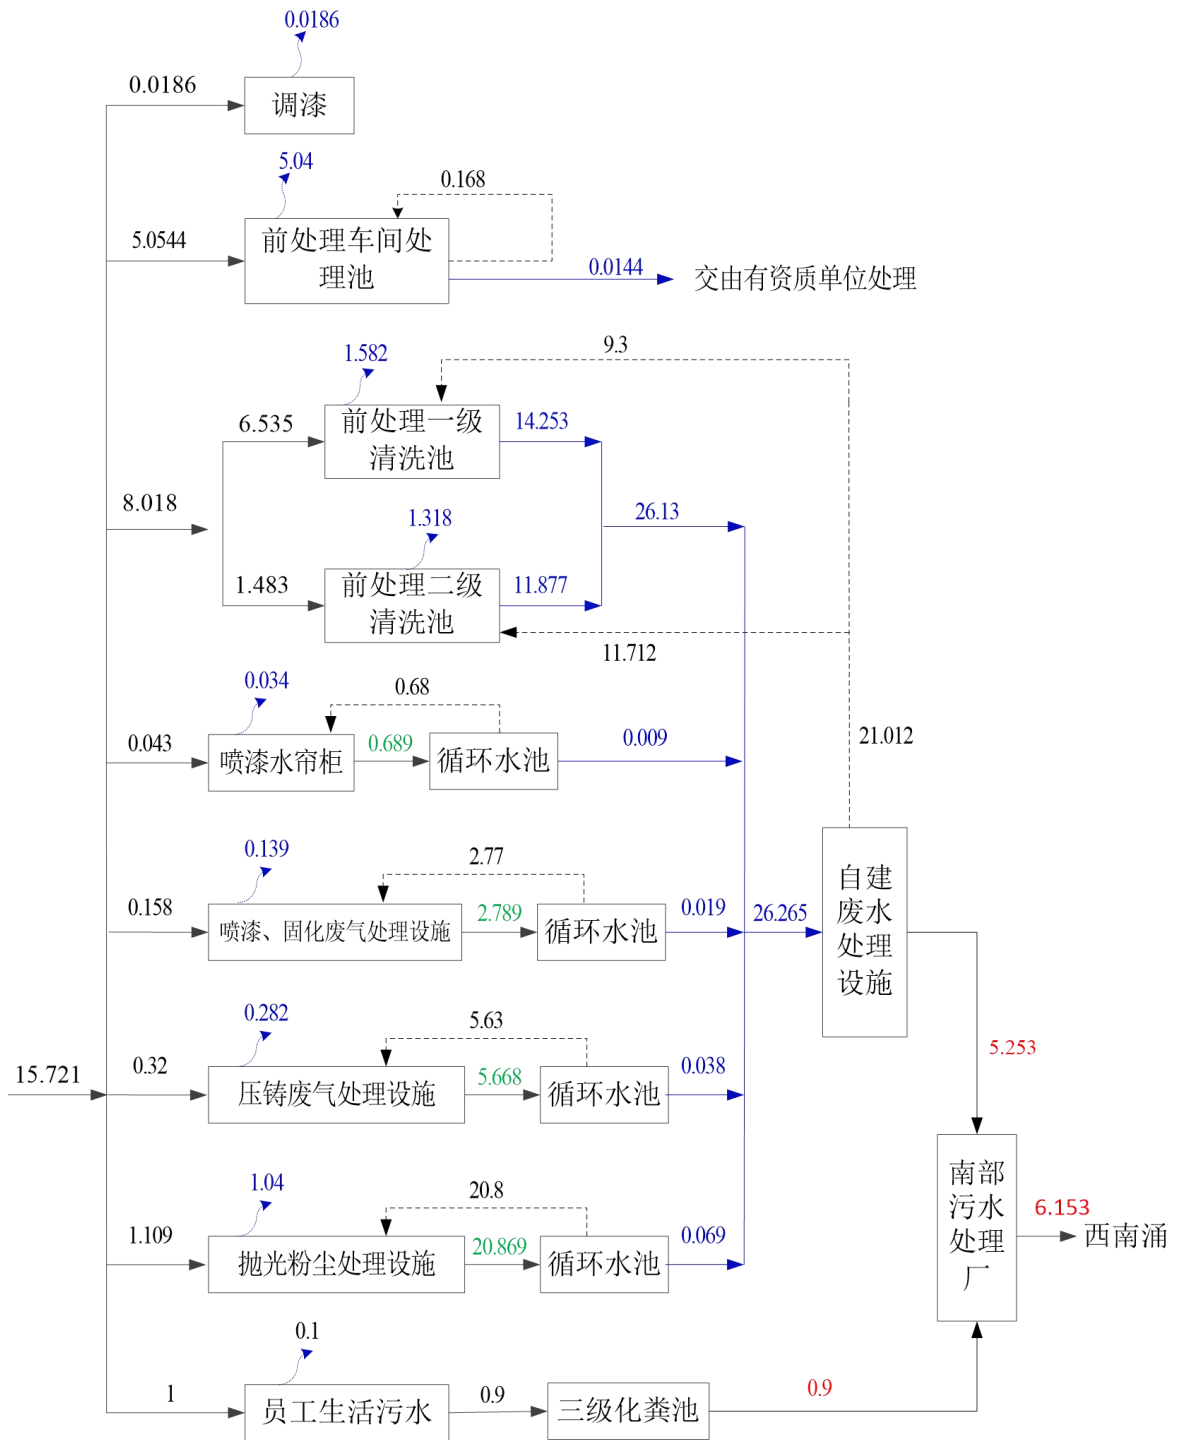 0.0186
0.0186
调漆
5.04
0.168
5.0544
前处理车间处
理池
0.0144
交由有资质单位处理
9.3
1.582
6.535
前处理一级
清洗池
14.253
8.018
26.13
1.318
1.483
前处理二级
清洗池
11.877
11.712
0.034
0.68
0.043
喷漆水帘柜
0.689
循环水池
0.009
21.012
0.139
2.77
0.158
喷漆、固化废气处理设施
2.789
循环水池
0.019
26.265
自建
废水
处理
设施
0.282
5.63
15.721
0.32
压铸废气处理设施
5.668
循环水池
0.038
5.253
1.04
20.8
1.109
抛光粉尘处理设施
20.869
循环水池
0.069
南部
污水
处理
厂
6.153
西南涌
0.1
1
员工生活污水
0.9
三级化粪池
0.9